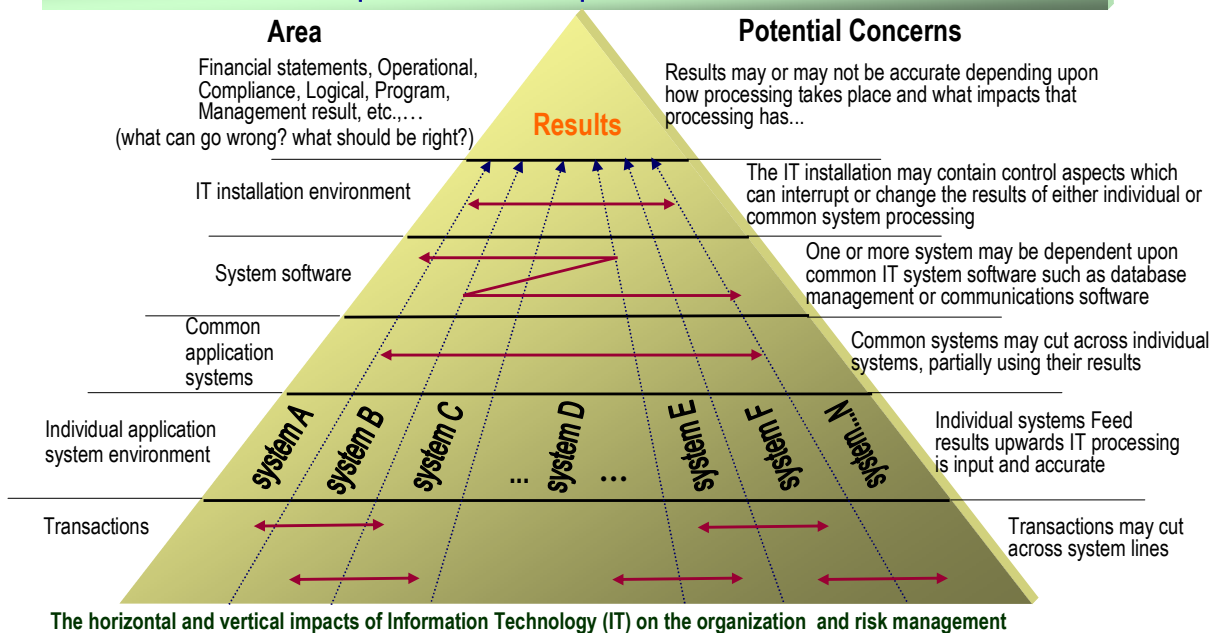 Area
Potential Concerns
Financial statements, Operational,
Compliance, Logical, Program,
Management result, etc.,…
(what can go wrong? what should be right?)
Results
Results may or may not be accurate depending upon
how processing takes place and what impacts that
processing has...
IT installation environment
The IT installation may contain control aspects which
can interrupt or change the results of either individual or
common system processing
System software
One or more system may be dependent upon
common IT system software such as database
management or communications software
Common
application
systems
Common systems may cut across individual
systems, partially using their results
Individual application
system environment
system A
system B
system C
... system D ...
system E
system F
system...N
Individual systems Feed
results upwards IT processing
is input and accurate
Transactions
Transactions may cut
across system lines
The horizontal and vertical impacts of Information Technology (IT) on the organization and risk management